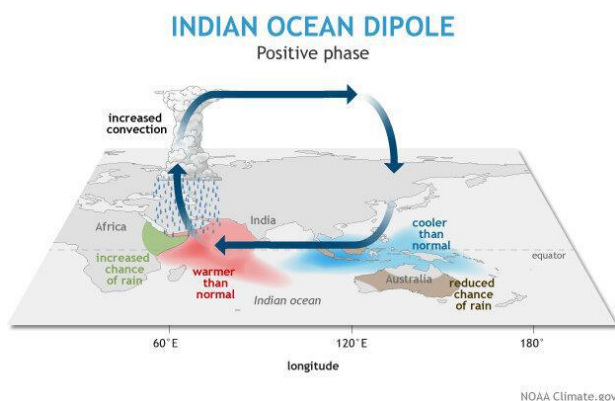 INDIAN OCEAN DIPOLE
Positive phase
increased
convection
Africa
India
cooler
than
normal
increased
chance
of rain
warmer
than
normal
Indian ocean
equator
Australia
reduced
chance
of rain
60°E
120°E
180°
longitude
NOAA Climate.gov